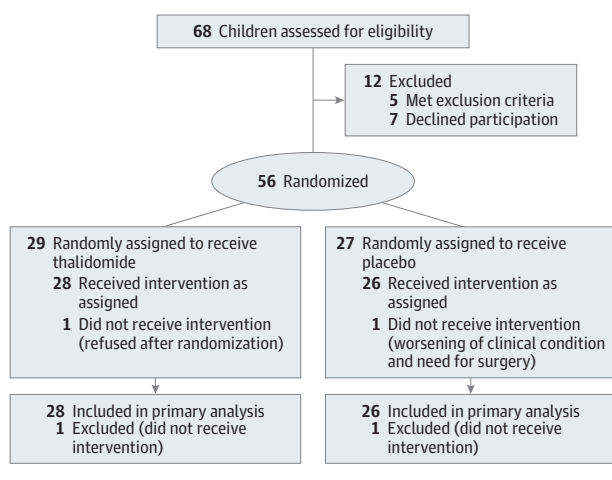 68 Children assessed for eligibility
12 Excluded
5 Met exclusion criteria
7 Declined participation
56 Randomized
29 Randomly assigned to receive
thalidomide
28 Received intervention as
assigned
1 Did not receive intervention
(refused after randomization)
27 Randomly assigned to receive
placebo
26 Received intervention as
assigned
1 Did not receive intervention
(worsening of clinical condition
and need for surgery)
28 Included in primary analysis
1 Excluded (did not receive
intervention)
26 Included in primary analysis
1 Excluded (did not receive
intervention)